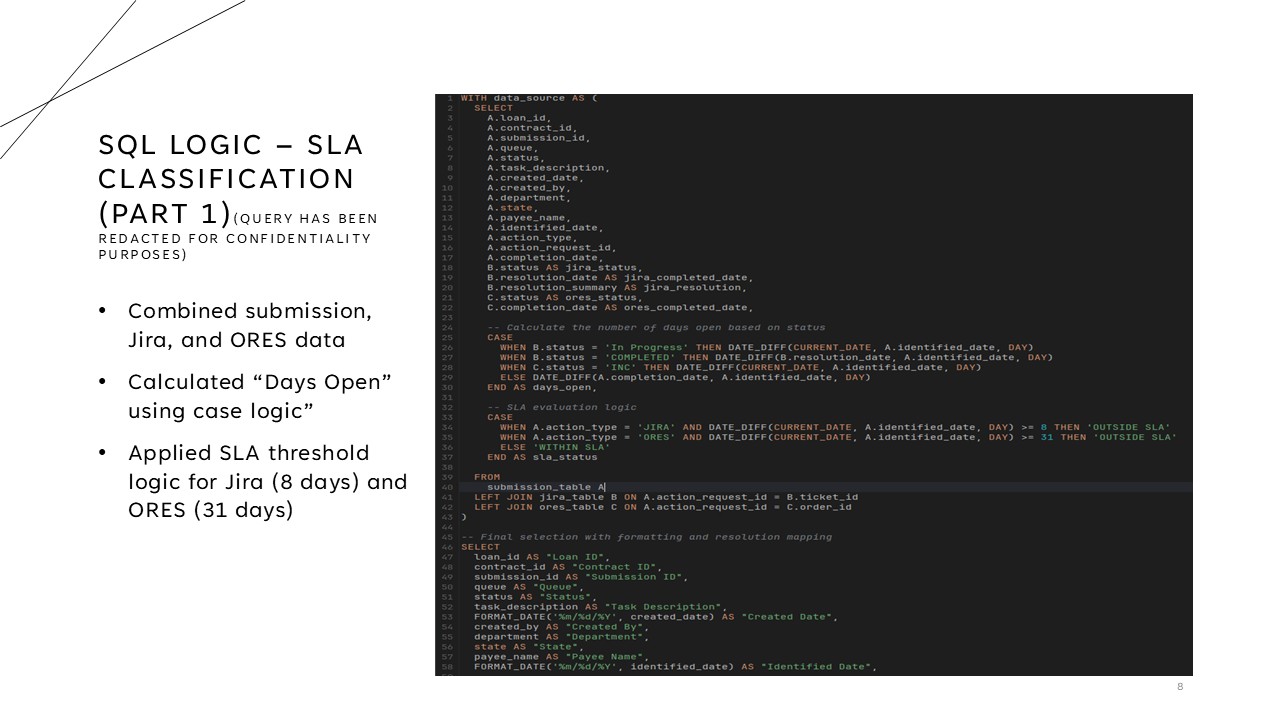 SQL LOGIC – SLA
CLASSIFICATION
(PART 1)(QUERY HAS BEEN
REDACTED FOR CONFIDENTIALITY
PURPOSES)
• Combined submission,
Jira, and ORES data
• Calculated “Days Open”
using case logic”
• Applied SLA threshold
logic for Jira (8 days) and
ORES (31 days)
1 WITH data_source AS (
2 SELECT
3 A.loan_id,
4 A.contract_id,
5 A.submission_id,
6 A.queue,
7 A.status,
8 A.task_description,
9 A.created_date,
10 A.created_by,
11 A.department,
12 A.state,
13 A.payee_name,
14 A.identified_date,
15 A.action_type,
16 A.action_request_id,
17 A.completion_date,
18 B.status AS jira_status,
19 B.resolution_date AS jira_completed_date,
20 B.resolution_summary AS jira_resolution,
21 C.status AS ores_status,
22 C.completion_date AS ores_completed_date,
23
24 -- Calculate the number of days open based on status
25 CASE
26 WHEN B.status = 'In Progress' THEN DATE_DIFF(CURRENT_DATE, A.identified_date, DAY)
27 WHEN B.status = 'COMPLETED' THEN DATE_DIFF(B.resolution_date, A.identified_date, DAY)
28 WHEN C.status = 'INC' THEN DATE_DIFF(CURRENT_DATE, A.identified_date, DAY)
29 ELSE DATE_DIFF(A.completion_date, A.identified_date, DAY)
30 END AS days_open,
31
32 -- SLA evaluation logic
33 CASE
34 WHEN A.action_type = 'JIRA' AND DATE_DIFF(CURRENT_DATE, A.identified_date, DAY) >= 8 THEN 'OUTSIDE SLA'
35 WHEN A.action_type = 'ORES' AND DATE_DIFF(CURRENT_DATE, A.identified_date, DAY) >= 31 THEN 'OUTSIDE SLA'
36 ELSE 'WITHIN SLA'
37 END AS sla_status
38
39 FROM
40 submission_table A
41 LEFT JOIN jira_table B ON A.action_request_id = B.ticket_id
42 LEFT JOIN ores_table C ON A.action_request_id = C.order_id
43 )
44
45 -- Final selection with formatting and resolution mapping
46 SELECT
47 loan_id AS "Loan ID",
48 contract_id AS "Contract ID",
49 submission_id AS "Submission ID",
50 queue AS "Queue",
51 status AS "Status",
52 task_description AS "Task Description",
53 FORMAT_DATE('%m/%d/%Y', created_date) AS "Created Date",
54 created_by AS "Created By",
55 department AS "Department",
56 state AS "State",
57 payee_name AS "Payee Name",
58 FORMAT_DATE('%m/%d/%Y', identified_date) AS "Identified Date",
8